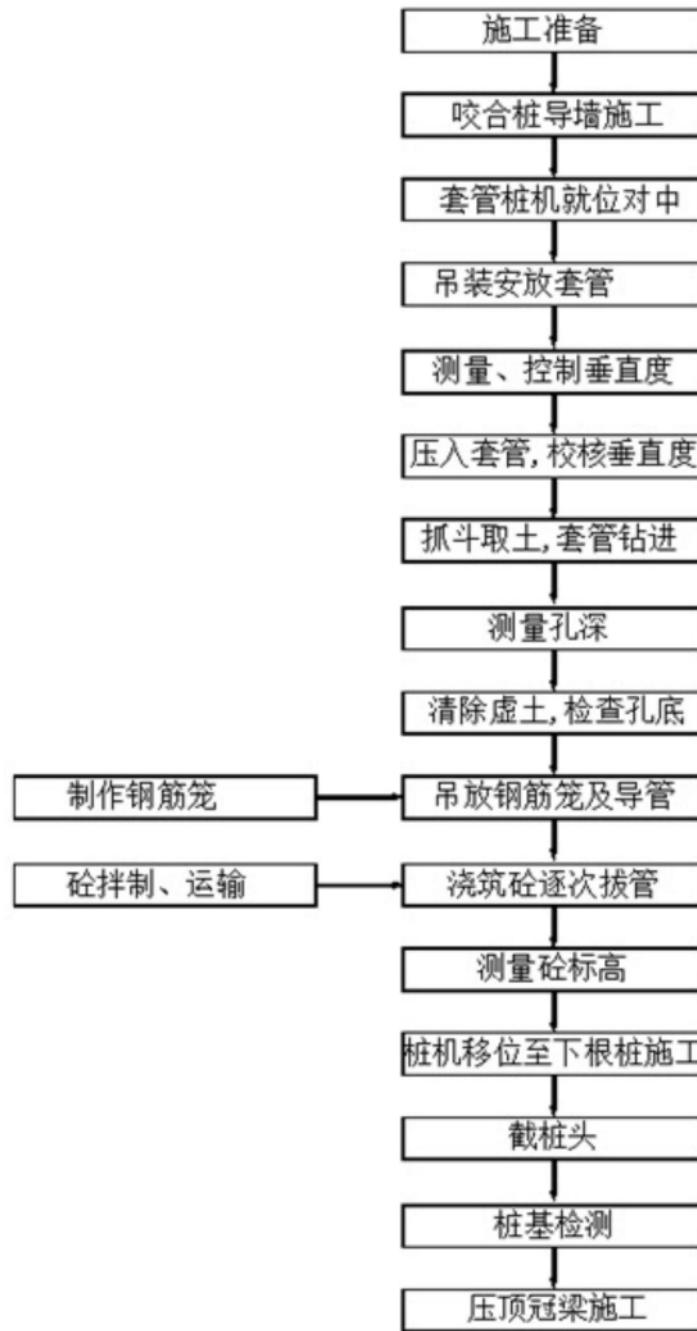 施工准备
咬合桩导墙施工
套管桩机就位对中
吊装安放套管
测量、控制垂直度
压入套管,校核垂直度
抓斗取土,套管钻进
测量孔深
清除虚土,检查孔底
制作钢筋笼
吊放钢筋笼及导管
砼拌制、运输
浇筑砼逐次拔管
测量砼标高
桩机移位至下根桩施工
截桩头
桩基检测
压顶冠梁施工